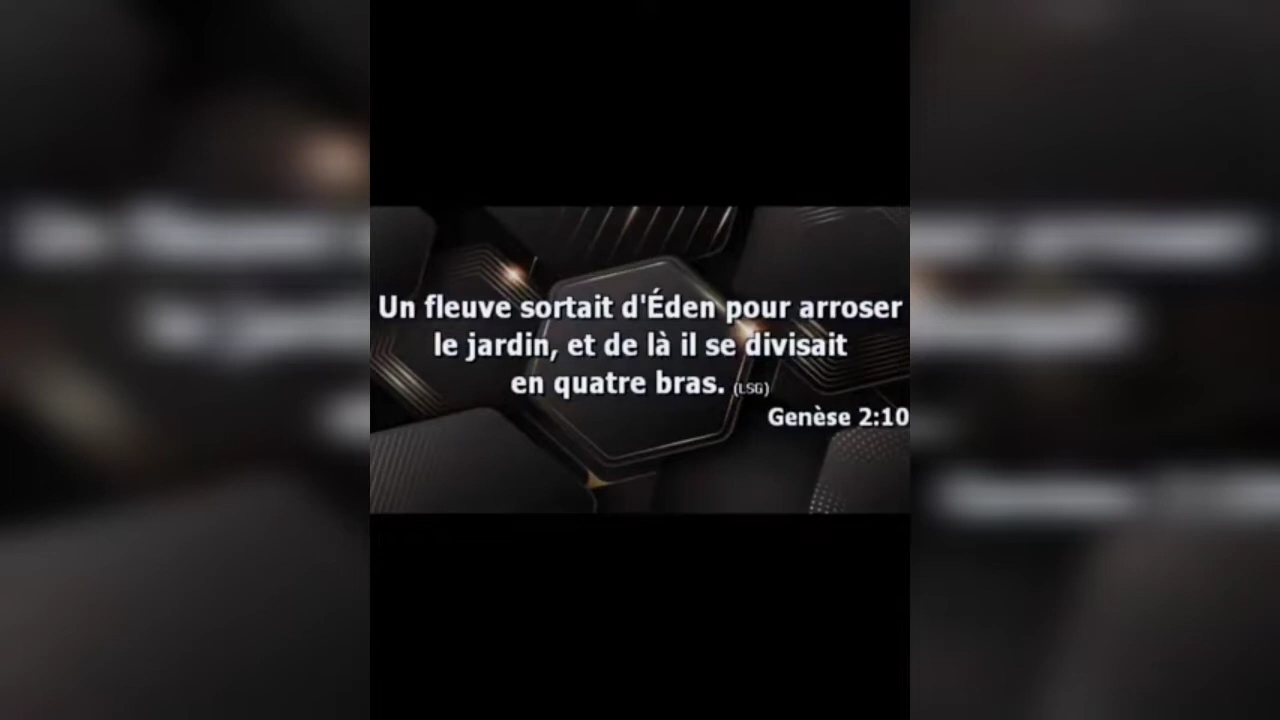 Un fleuve sortait d'Éden pour arroser
le jardin, et de là il se divisait
en quatre bras. (LSG)
Genèse 2:10